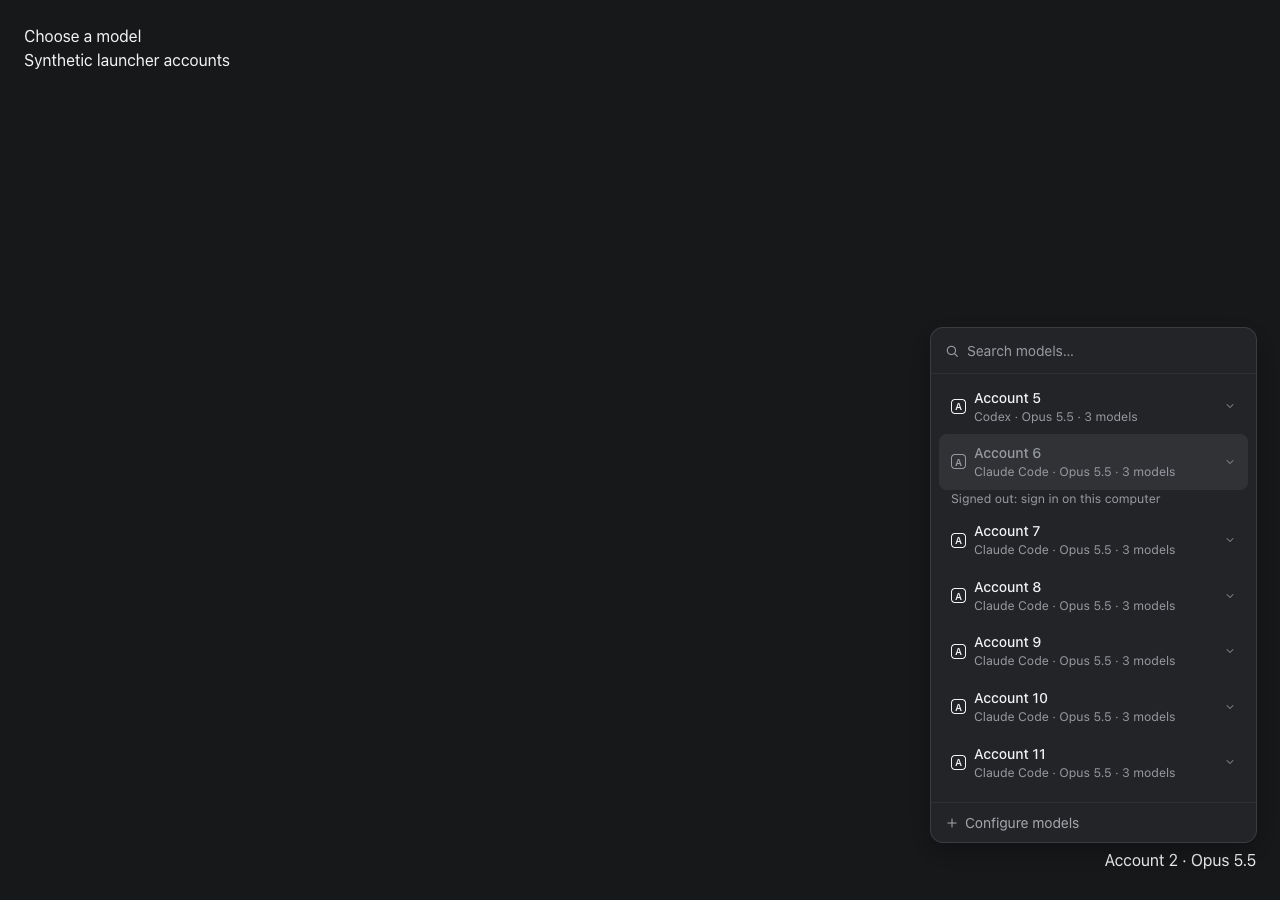 Choose a model
Synthetic launcher accounts
Search models...
A Account 5
Codex · Opus 5.5 · 3 models
A Account 6
Claude Code · Opus 5.5 · 3 models
Signed out: sign in on this computer
A Account 7
Claude Code · Opus 5.5 · 3 models
A Account 8
Claude Code · Opus 5.5 · 3 models
A Account 9
Claude Code · Opus 5.5 · 3 models
A Account 10
Claude Code · Opus 5.5 · 3 models
A Account 11
Claude Code · Opus 5.5 · 3 models
+ Configure models
Account 2 · Opus 5.5